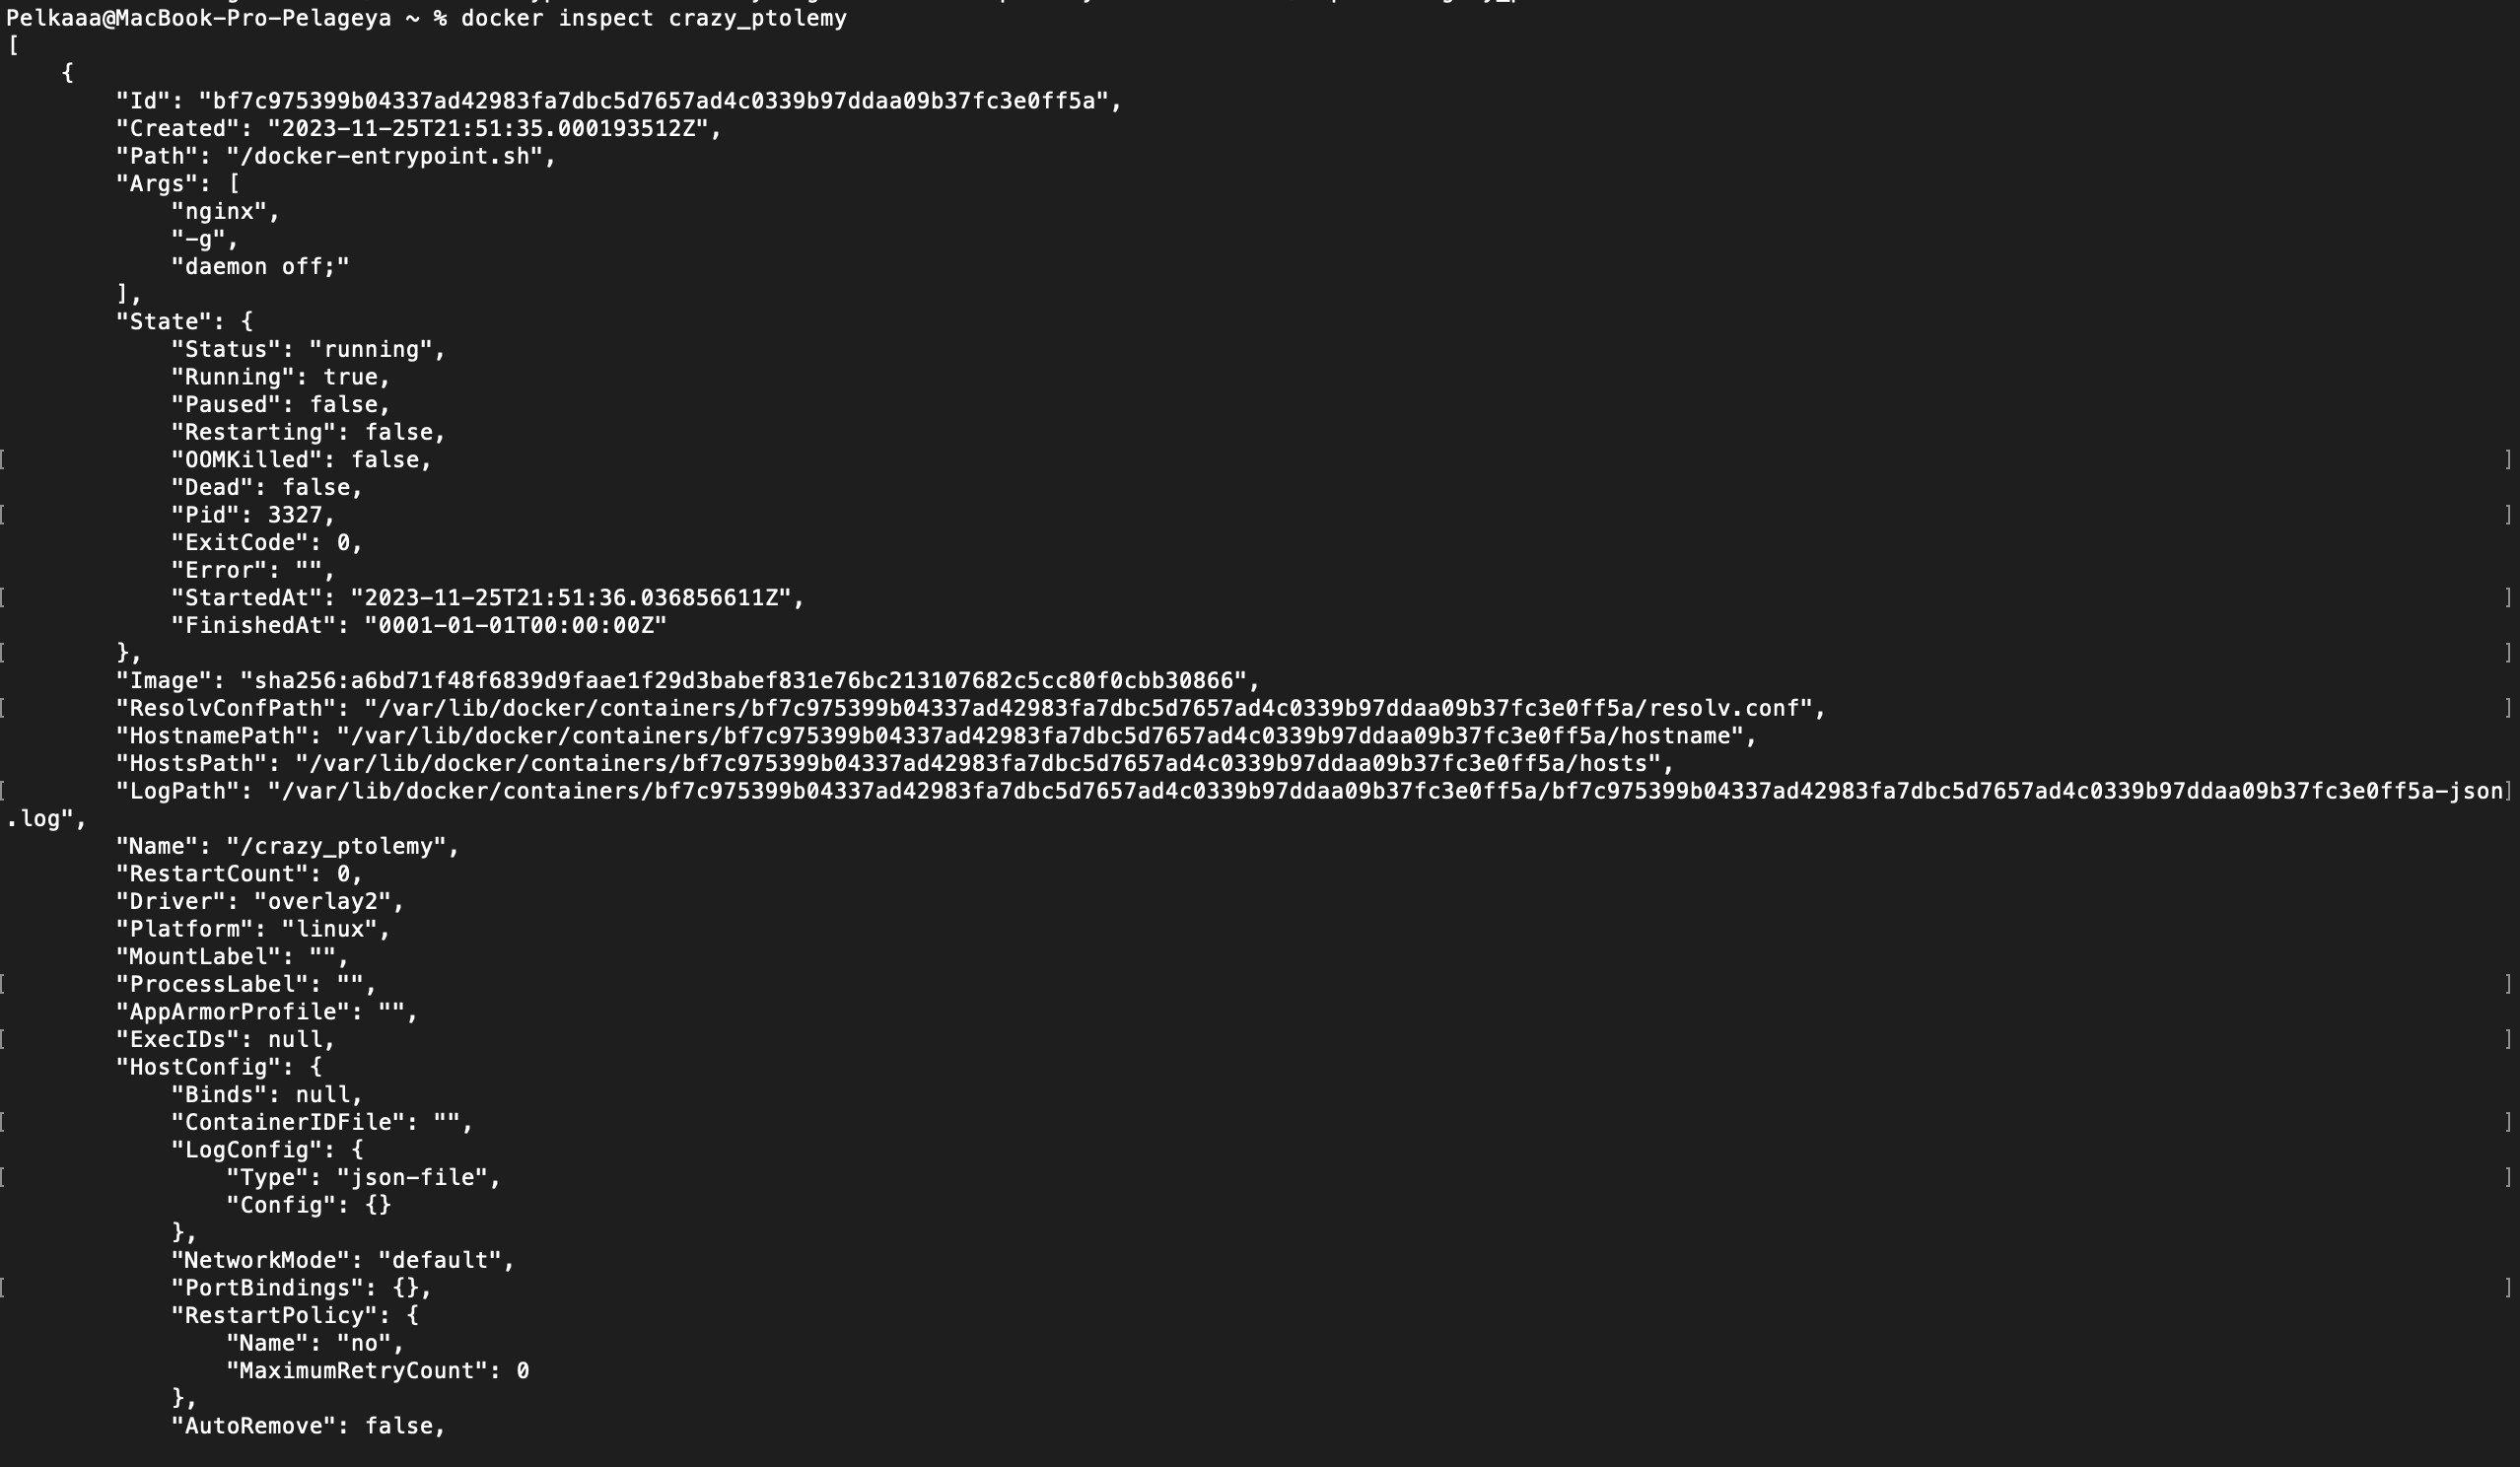 Pelkaaa@MacBook-Pro-Pelageya ~ % docker inspect crazy_ptolemy
[
    {
        "Id": "bf7c975399b04337ad42983fa7dbc5d7657ad4c0339b97ddaa09b37fc3e0ff5a",
        "Created": "2023-11-25T21:51:35.000193512Z",
        "Path": "/docker-entrypoint.sh",
        "Args": [
            "nginx",
            "-g",
            "daemon off;"
        ],
        "State": {
            "Status": "running",
            "Running": true,
            "Paused": false,
            "Restarting": false,
[            "OOMKilled": false, ]
            "Dead": false,
[            "Pid": 3327, ]
            "ExitCode": 0,
            "Error": "",
[            "StartedAt": "2023-11-25T21:51:36.036856611Z", ]
            "FinishedAt": "0001-01-01T00:00:00Z"
[        }, ]
        "Image": "sha256:a6bd71f48f6839d9faae1f29d3babef831e76bc213107682c5cc80f0cbb30866",
[        "ResolvConfPath": "/var/lib/docker/containers/bf7c975399b04337ad42983fa7dbc5d7657ad4c0339b97ddaa09b37fc3e0ff5a/resolv.conf", ]
        "HostnamePath": "/var/lib/docker/containers/bf7c975399b04337ad42983fa7dbc5d7657ad4c0339b97ddaa09b37fc3e0ff5a/hostname",
        "HostsPath": "/var/lib/docker/containers/bf7c975399b04337ad42983fa7dbc5d7657ad4c0339b97ddaa09b37fc3e0ff5a/hosts",
[        "LogPath": "/var/lib/docker/containers/bf7c975399b04337ad42983fa7dbc5d7657ad4c0339b97ddaa09b37fc3e0ff5a/bf7c975399b04337ad42983fa7dbc5d7657ad4c0339b97ddaa09b37fc3e0ff5a-json]
.log",
        "Name": "/crazy_ptolemy",
        "RestartCount": 0,
        "Driver": "overlay2",
        "Platform": "linux",
        "MountLabel": "",
[        "ProcessLabel": "", ]
        "AppArmorProfile": "",
[        "ExecIDs": null, ]
        "HostConfig": {
            "Binds": null,
[            "ContainerIDFile": "", ]
            "LogConfig": {
[                "Type": "json-file", ]
                "Config": {}
            },
            "NetworkMode": "default",
[            "PortBindings": {}, ]
            "RestartPolicy": {
                "Name": "no",
                "MaximumRetryCount": 0
            },
            "AutoRemove": false,